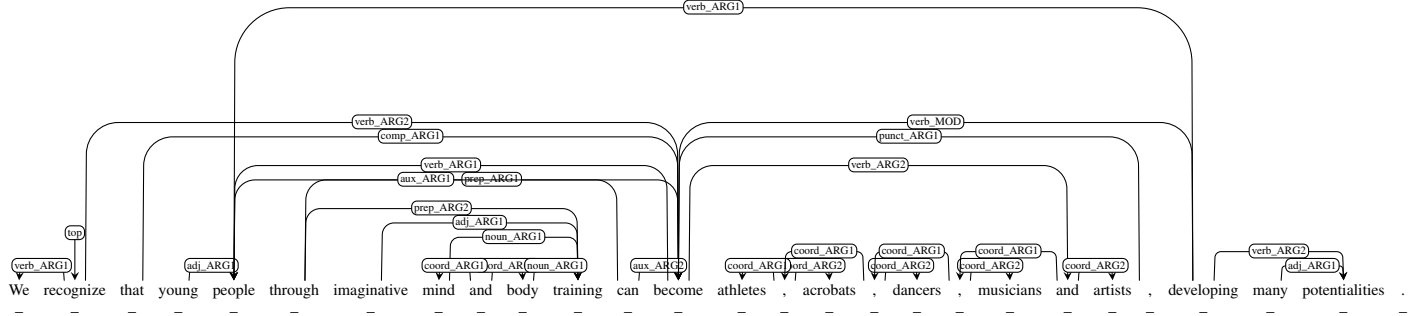 verb_ARG1
verb_ARG2 verb_MOD
comp_ARG1 punct_ARG1
verb_ARG1 verb_ARG2
aux_ARG1 prep_ARG1
prep_ARG2
adj_ARG1
top noun_ARG1
coord_ARG1 coord_ARG1 coord_ARG1 verb_ARG2
verb_ARG1 adj_ARG1 coord_ARG1 noun_ARG1 aux_ARG2 coord_ARG1 coord_ARG2 coord_ARG2 coord_ARG2 adj_ARG1
We recognize that young people through imaginative mind and body training can become athletes , acrobats , dancers , musicians and artists , developing many potentialities .
_ _ _ _ _ _ _ _ _ _ _ _ _ _ _ _ _ _ _ _ _ _ _ _ _ _ _